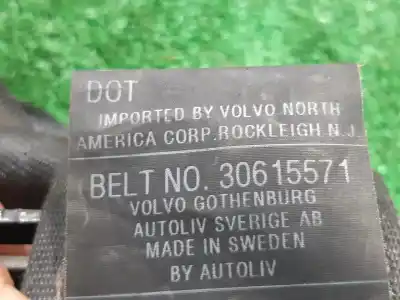 DOT
IMPORTED BY VOLVO NORTH
AMERICA CORP. ROCKLEIGH N.J.
BELT NO. 30615571
VOLVO GOTHENBURG
AUTOLIV SVERIGE AB
MADE IN SWEDEN
BY AUTOLIV